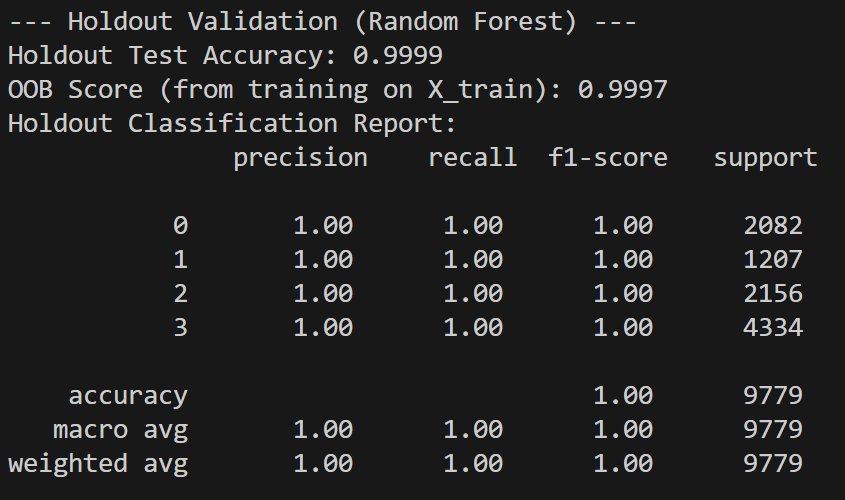 --- Holdout Validation (Random Forest) ---
Holdout Test Accuracy: 0.9999
OOB Score (from training on X_train): 0.9997
Holdout Classification Report:
              precision    recall  f1-score   support

           0       1.00      1.00      1.00      2082
           1       1.00      1.00      1.00      1207
           2       1.00      1.00      1.00      2156
           3       1.00      1.00      1.00      4334

    accuracy                           1.00      9779
   macro avg       1.00      1.00      1.00      9779
weighted avg       1.00      1.00      1.00      9779